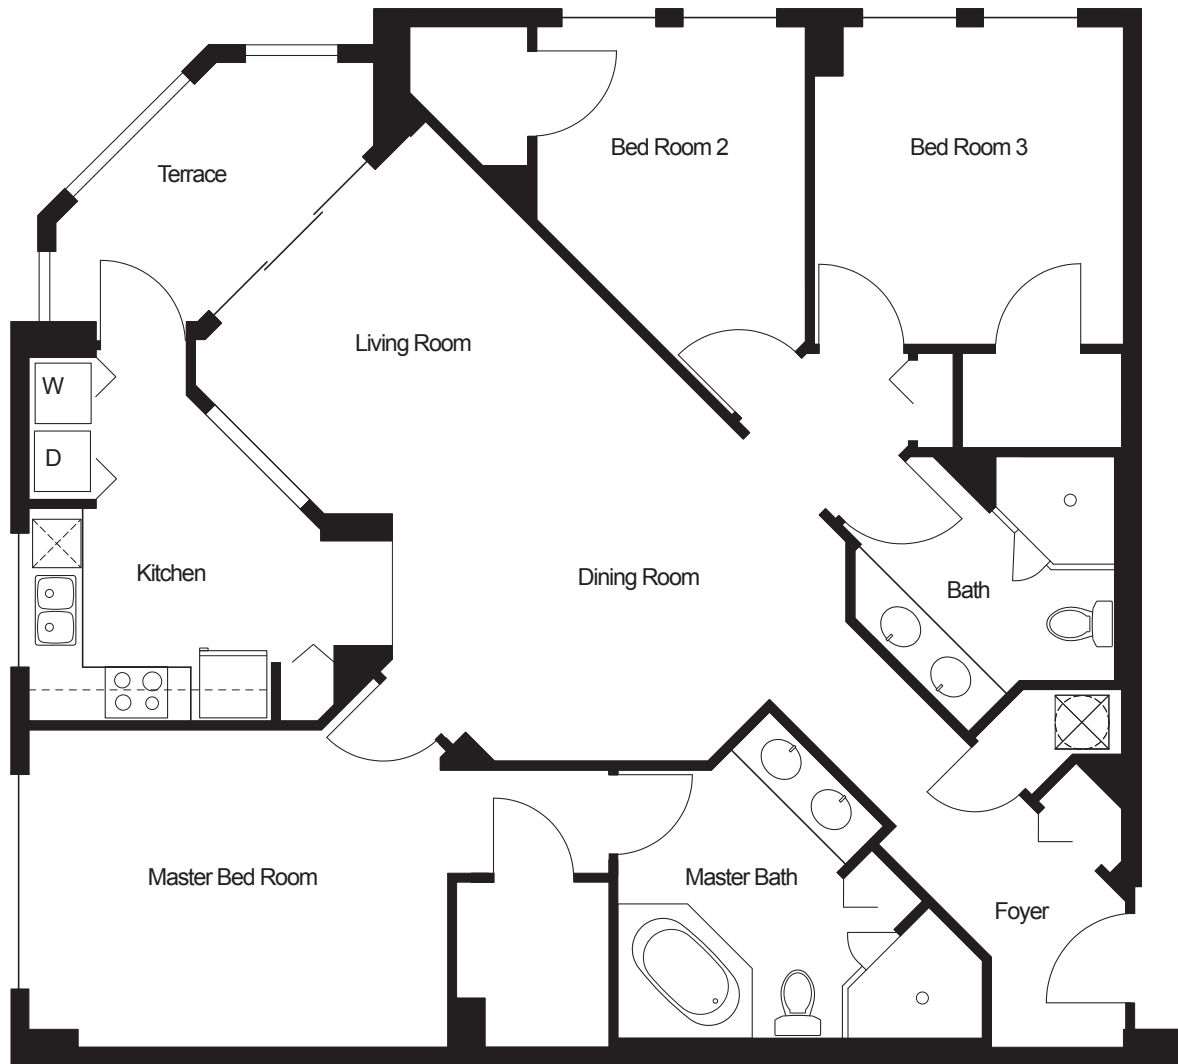 Bed Room 2
Bed Room 3
Terrace
Living Room
W
D
Kitchen
Dining Room
Bath
Master Bed Room
Master Bath
Foyer